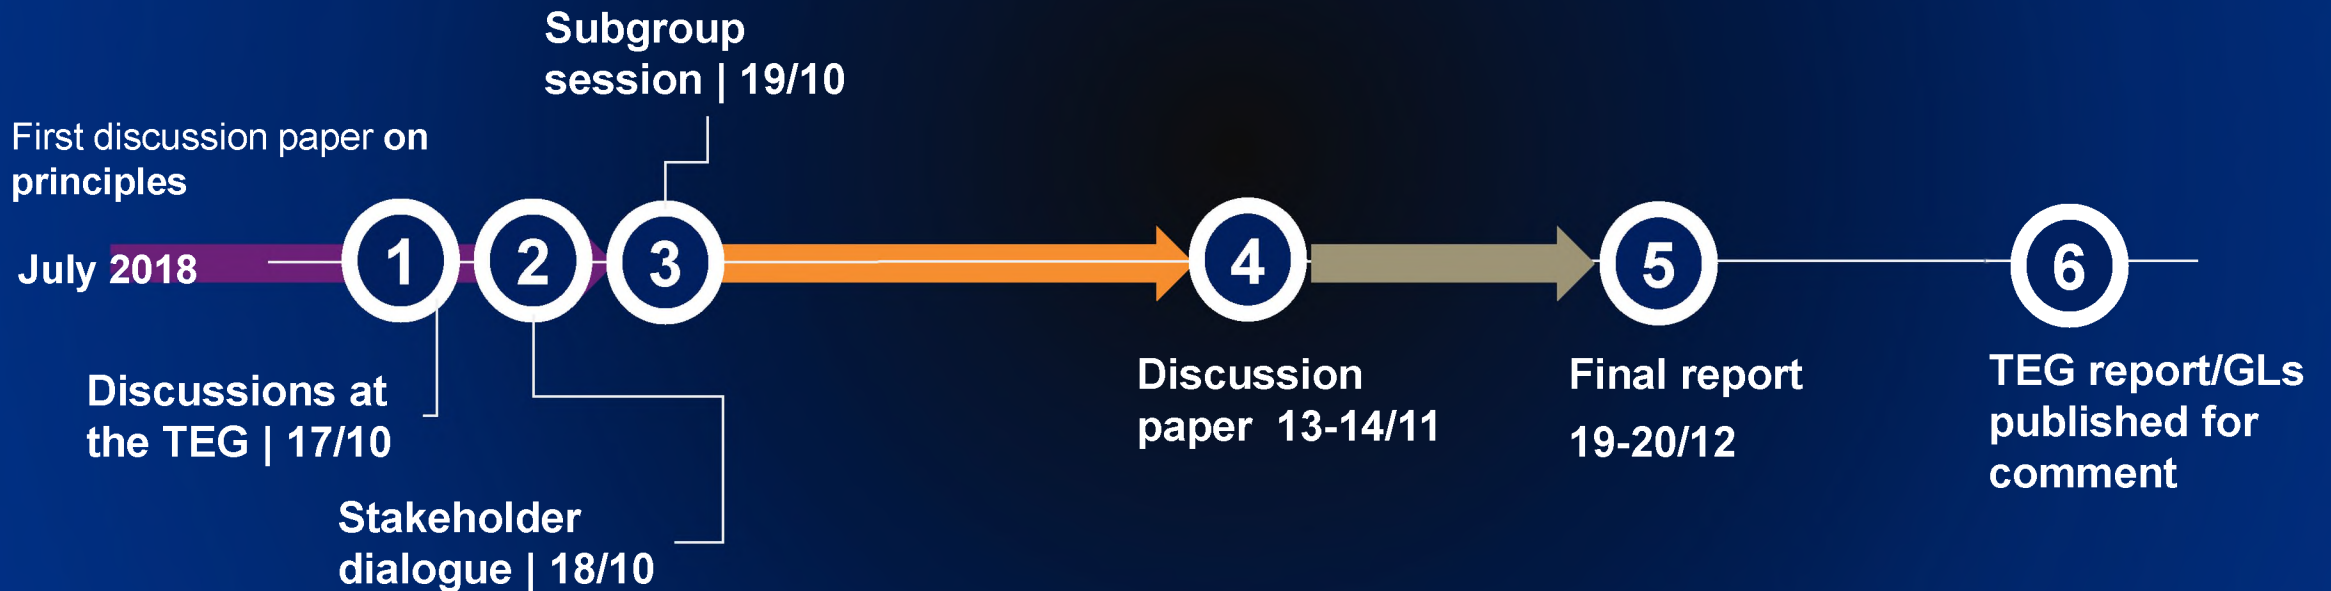 Subgroup
session | 19/10
First discussion paper on
principles
July 2018
1
2
3
4
5
6
Discussions at
the TEG | 17/10
Stakeholder
dialogue | 18/10
Discussion
paper 13-14/11
Final report
19-20/12
TEG report/GLs
published for
comment